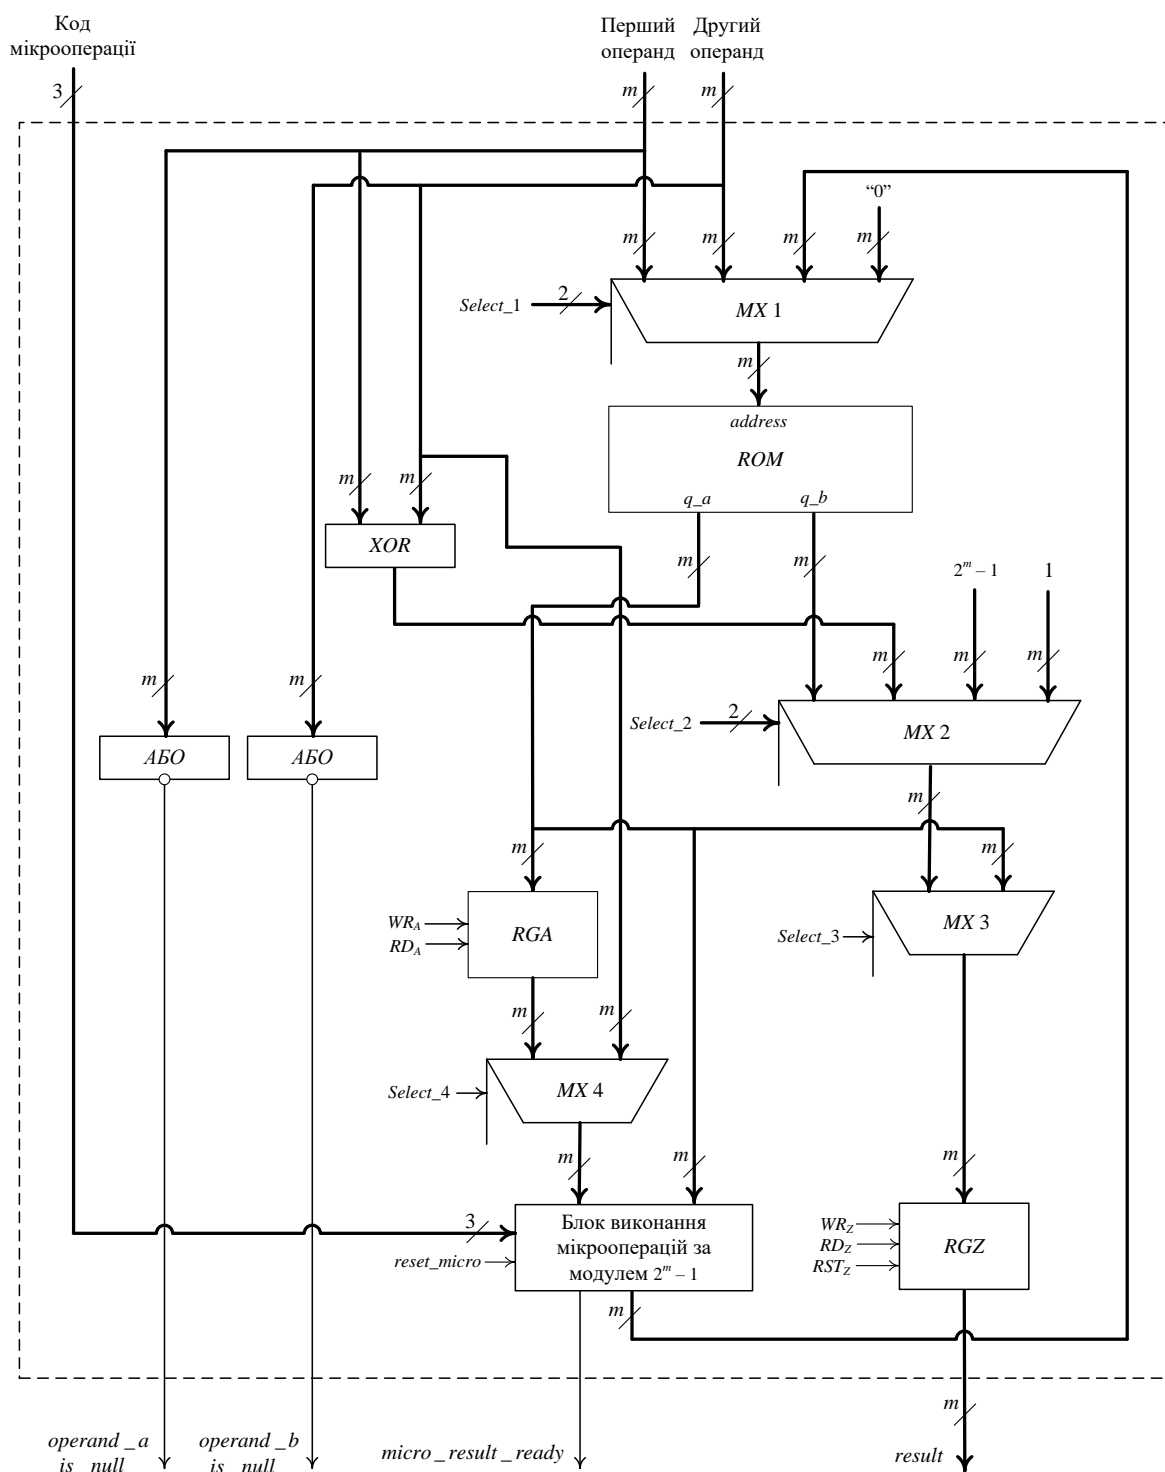 Код
мікрооперації
Перший
операнд
Другий
операнд
3
m
m
"0"
m
m
m
m
Select_1
2
MX 1
m
address
ROM
q_a
q_b
m
m
XOR
m
m
2^m – 1
1
m
m
m
m
АБО
АБО
Select_2
2
MX 2
m
m
m
WR_A
RD_A
RGA
Select_3
MX 3
m
m
Select_4
MX 4
m
m
m
3
Блок виконання
мікрооперацій за
модулем 2^m – 1
reset_micro
WR_Z
RD_Z
RST_Z
RGZ
m
m
operand_a
is_null
operand_b
is_null
micro_result_ready
result